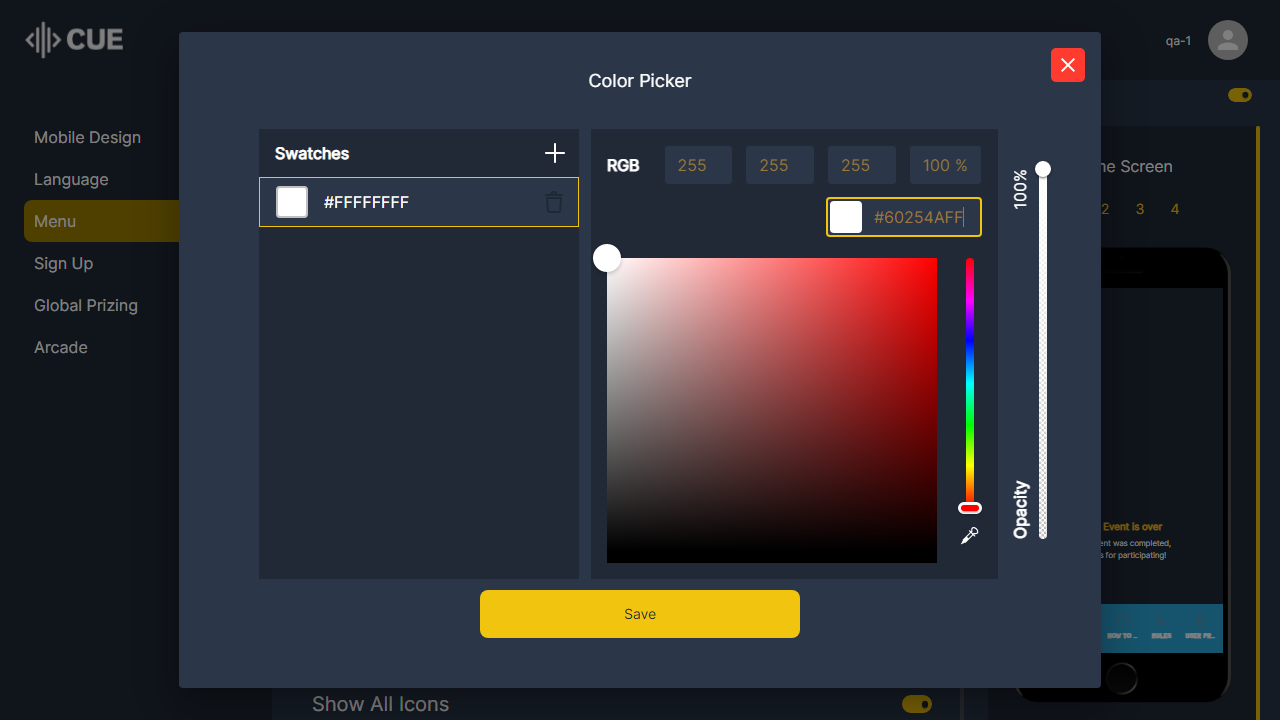 CUE
qa-1
Color Picker
Mobile Design
Language
Menu
Sign Up
Global Prizing
Arcade
Swatches
#FFFFFFFF
RGB
255
255
255
100 %
#60254AFF
100%
Opacity
Save
Screen
2
3
4
Event is over
was completed,
for participating!
HOW TO ...
RULES
USER PR...
Show All Icons